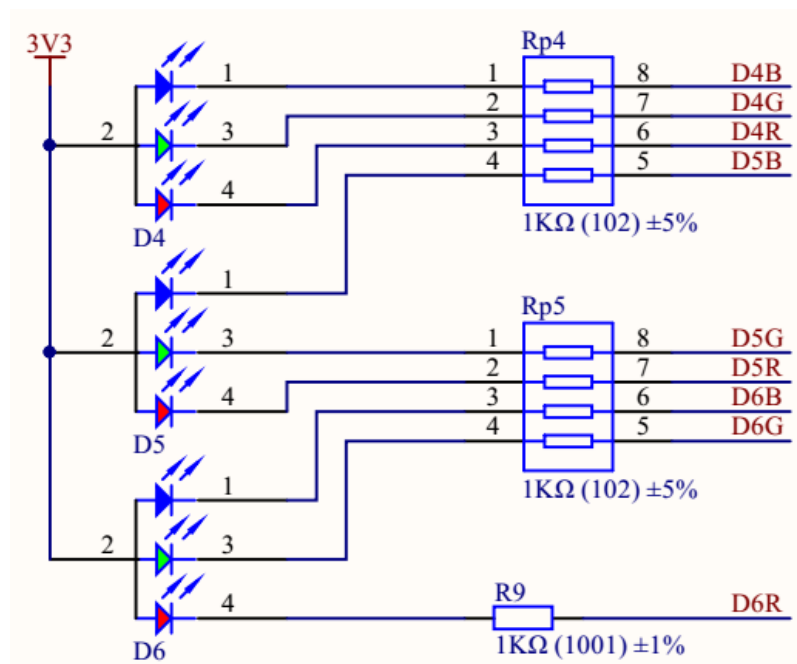 3V3
Rp4
1 1 8 D4B
2 7 D4G
2 3 3 6 D4R
4 5 D5B
4
D4
1KΩ (102) ±5%
1
Rp5
2 3 1 8 D5G
2 7 D5R
4 3 6 D6B
4 5 D6G
D5
1 1KΩ (102) ±5%
2 3
R9
4 D6R
D6
1KΩ (1001) ±1%